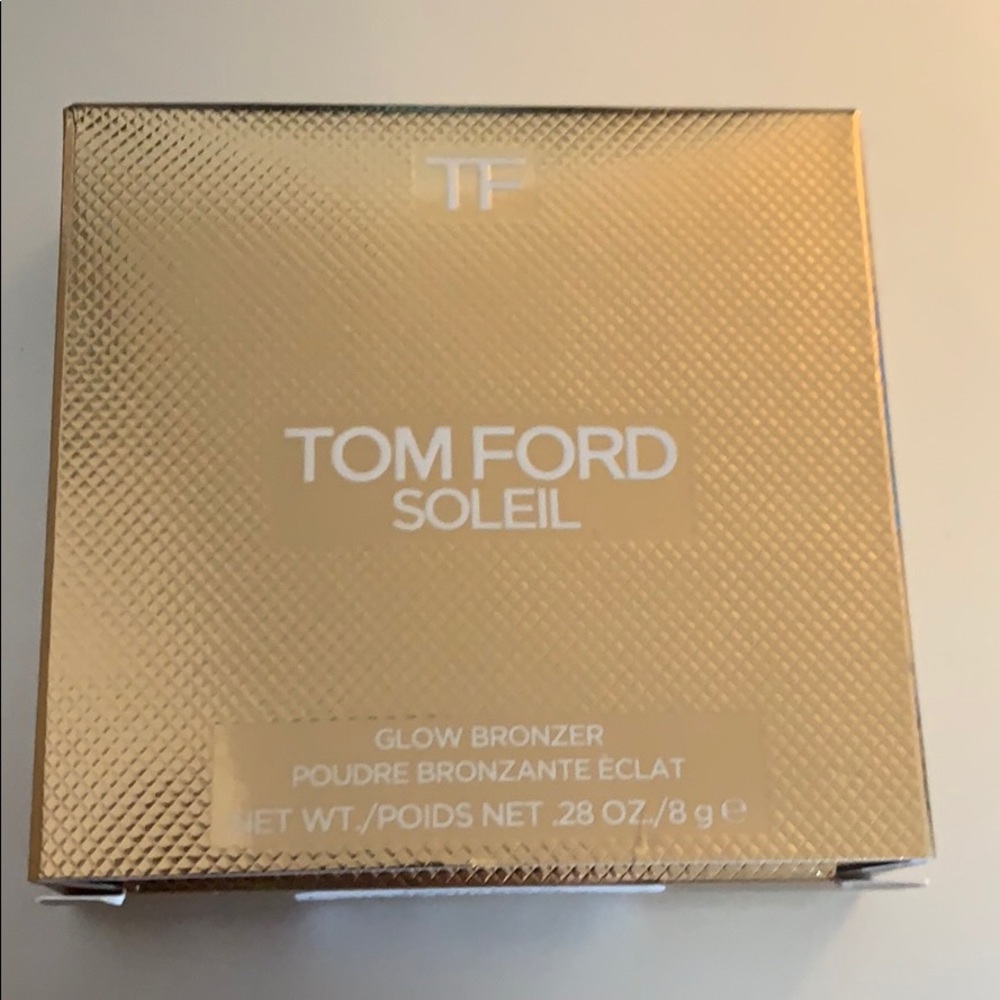 TF
TOM FORD
SOLEIL
GLOW BRONZER
POUDRE BRONZANTE ÉCLAT
NET WT./POIDS NET .28 OZ./8 g ℮